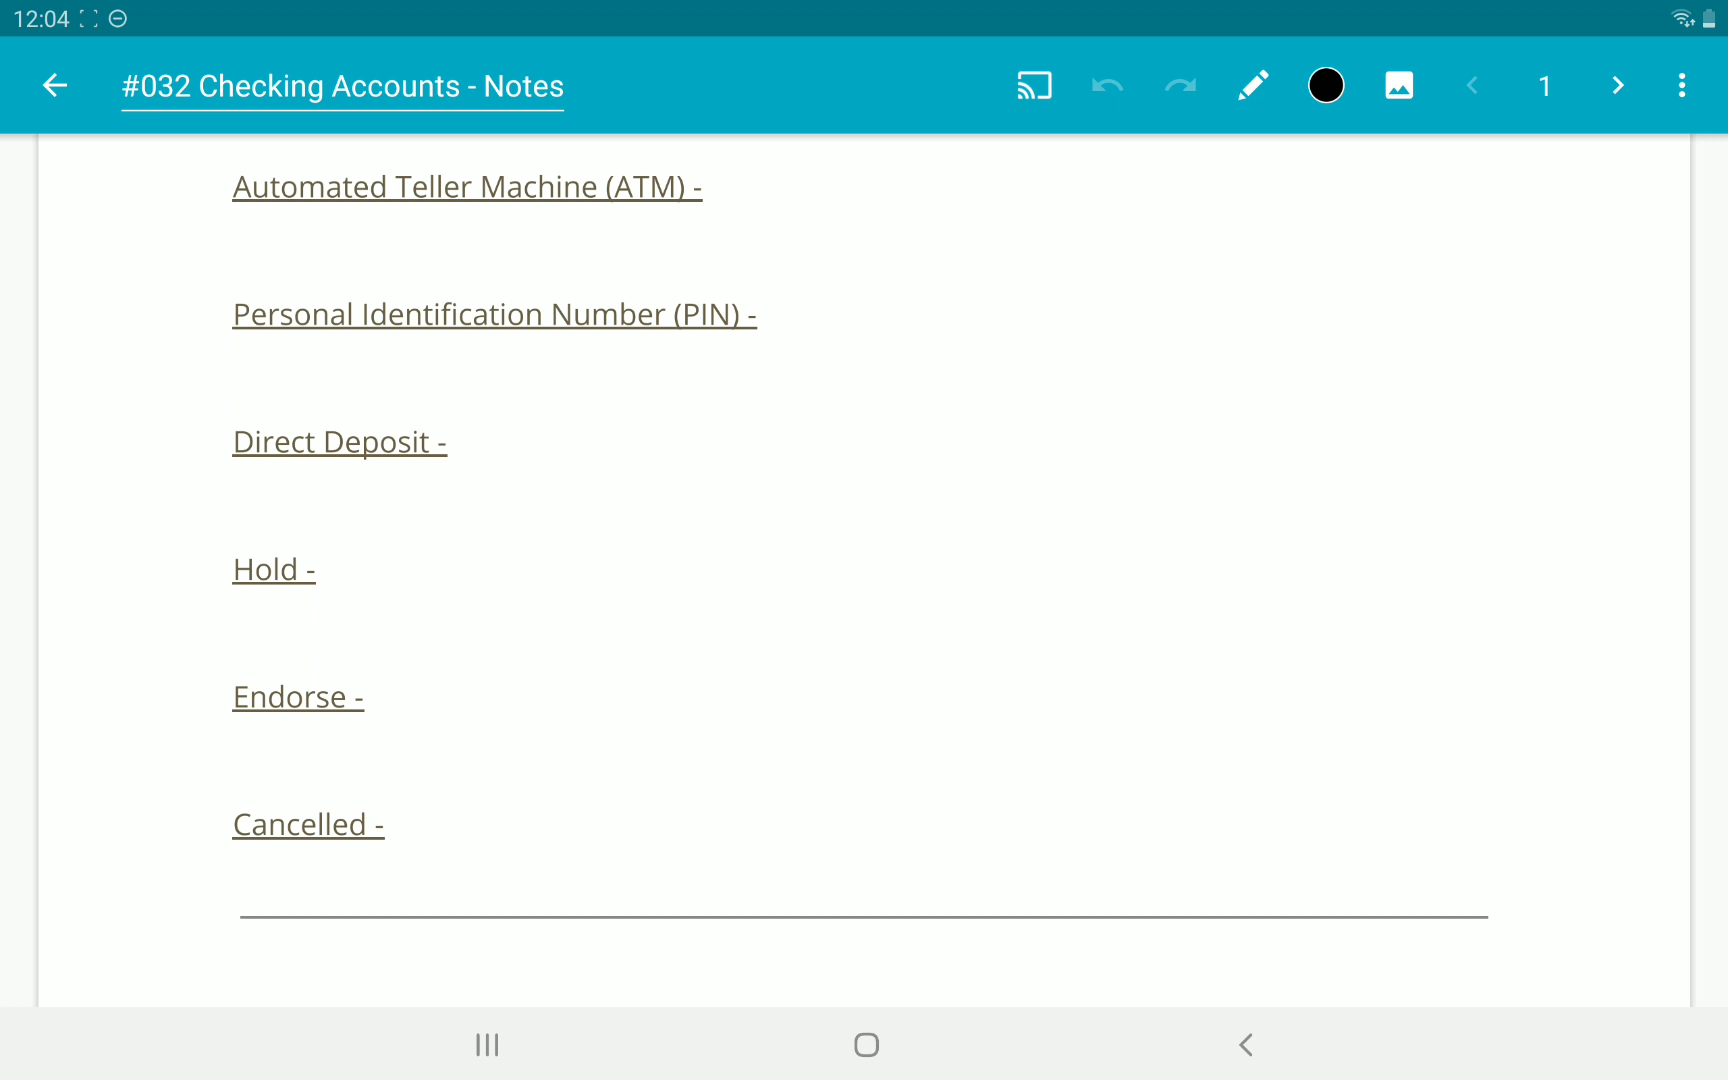 12:04
#032 Checking Accounts - Notes
1
Automated Teller Machine (ATM) -
Personal Identification Number (PIN) -
Direct Deposit -
Hold -
Endorse -
Cancelled -